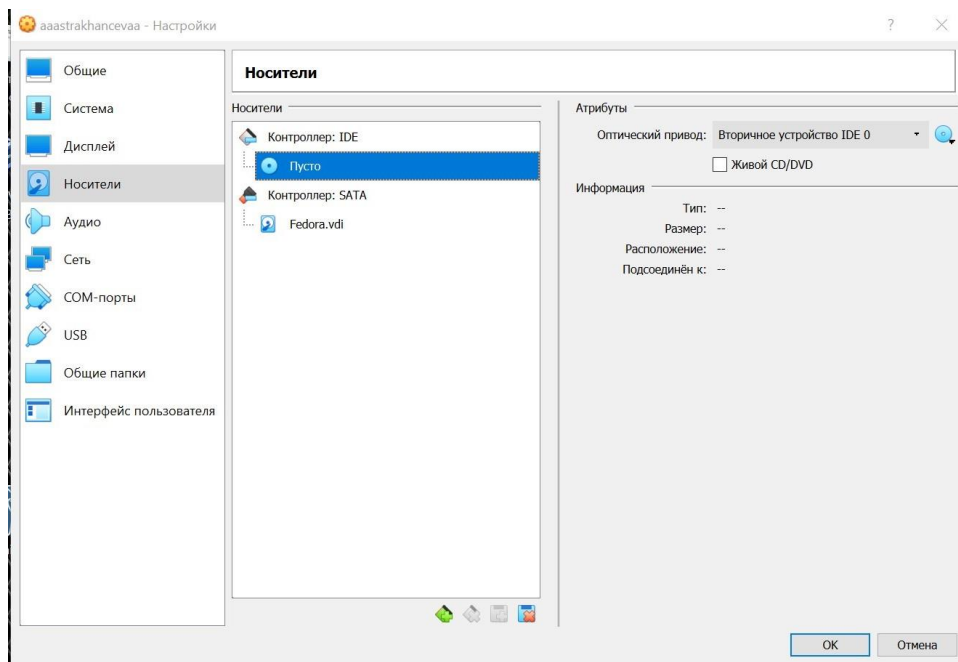 aaastrakhancevaa - Настройки
Общие
Система
Дисплей
Носители
Аудио
Сеть
COM-порты
USB
Общие папки
Интерфейс пользователя
Носители
Носители
Контроллер: IDE
Пусто
Контроллер: SATA
Fedora.vdi
Атрибуты
Оптический привод: Вторичное устройство IDE 0
Живой CD/DVD
Информация
Тип: --
Размер: --
Расположение: --
Подсоединён к: --
OK Отмена